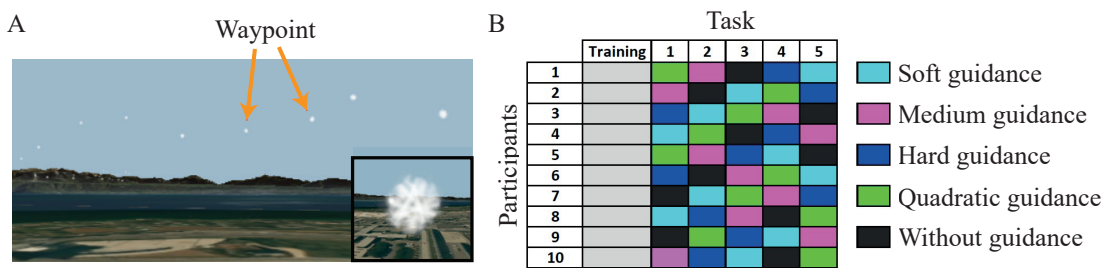 A
Waypoint
B
Task
Training 1 2 3 4 5
Participants
1
2
3
4
5
6
7
8
9
10
Soft guidance
Medium guidance
Hard guidance
Quadratic guidance
Without guidance